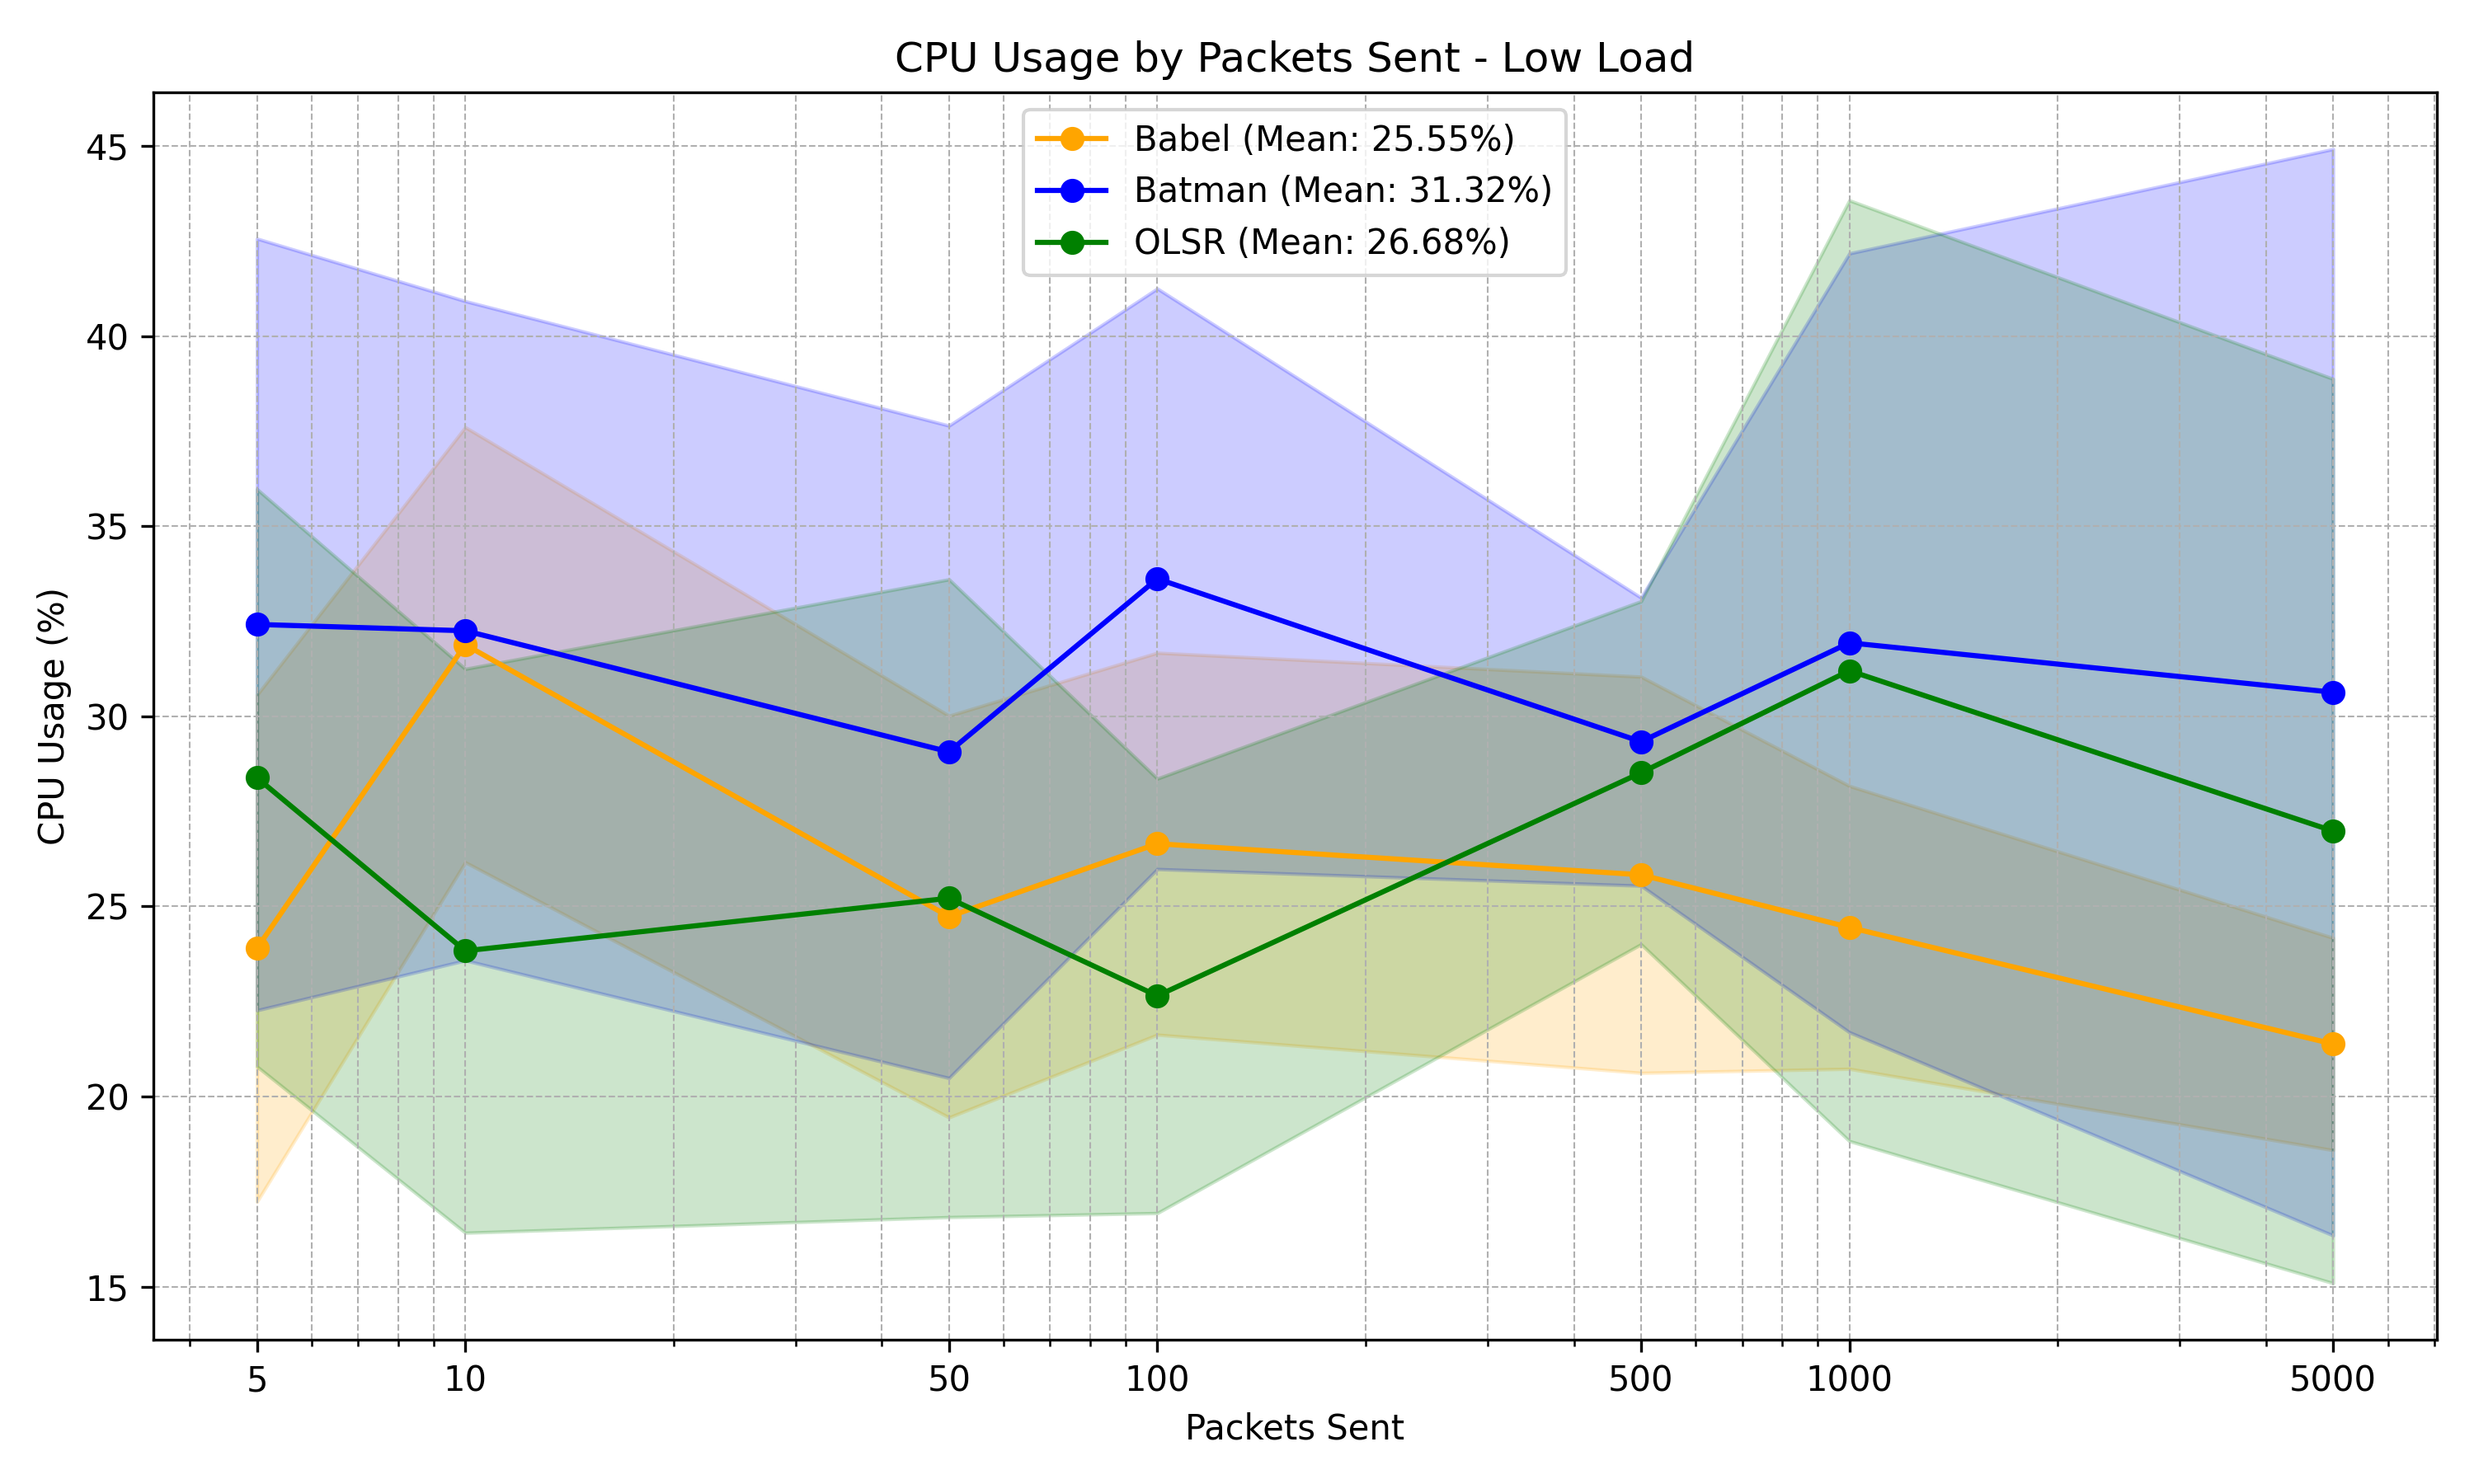 CPU Usage by Packets Sent - Low Load
Babel (Mean: 25.55%)
Batman (Mean: 31.32%)
OLSR (Mean: 26.68%)
CPU Usage (%)
45
40
35
30
25
20
15
5 10 50 100 500 1000 5000
Packets Sent